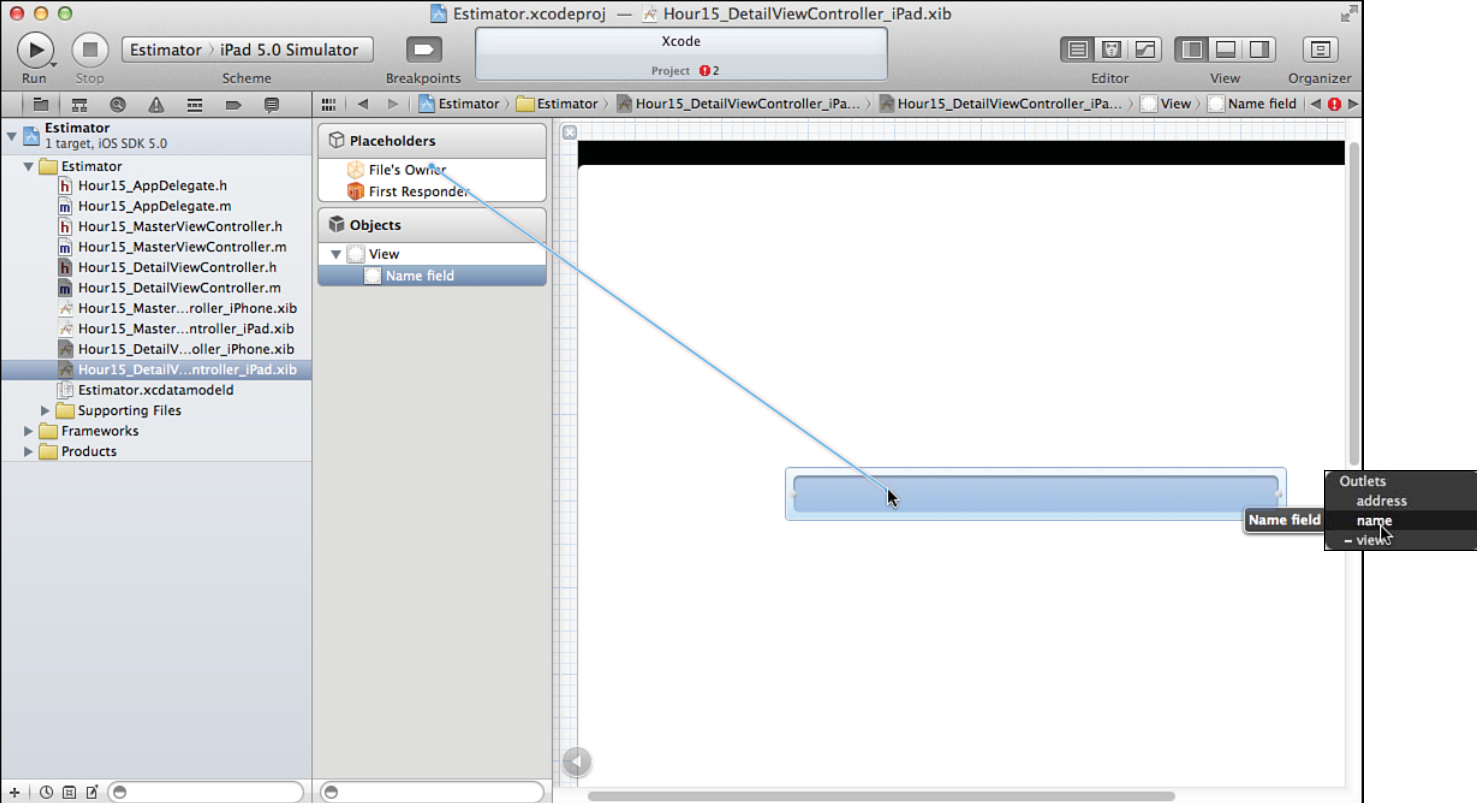 Estimator.xcodeproj — Hour15_DetailViewController_iPad.xib
Estimator › iPad 5.0 Simulator
Xcode
Project 2
Run Stop Scheme Breakpoints Editor View Organizer
Estimator › Estimator › Hour15_DetailViewController_iPa... › Hour15_DetailViewController_iPa... › View › Name field
Estimator
1 target, iOS SDK 5.0
Estimator
Hour15_AppDelegate.h
Hour15_AppDelegate.m
Hour15_MasterViewController.h
Hour15_MasterViewController.m
Hour15_DetailViewController.h
Hour15_DetailViewController.m
Hour15_Master...roller_iPhone.xib
Hour15_Master...ntroller_iPad.xib
Hour15_DetailV...oller_iPhone.xib
Hour15_DetailV...ntroller_iPad.xib
Estimator.xcdatamodeld
Supporting Files
Frameworks
Products
Placeholders
File's Owner
First Responder
Objects
View
Name field
Name field
Outlets
address
name
– view